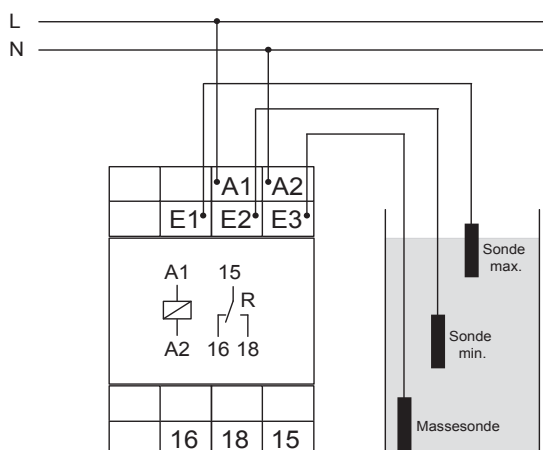 L
N
A1 A2
E1 E2 E3
Sonde
max.
A1 15
R
A2 16 18
Sonde
min.
Massesonde
16 18 15